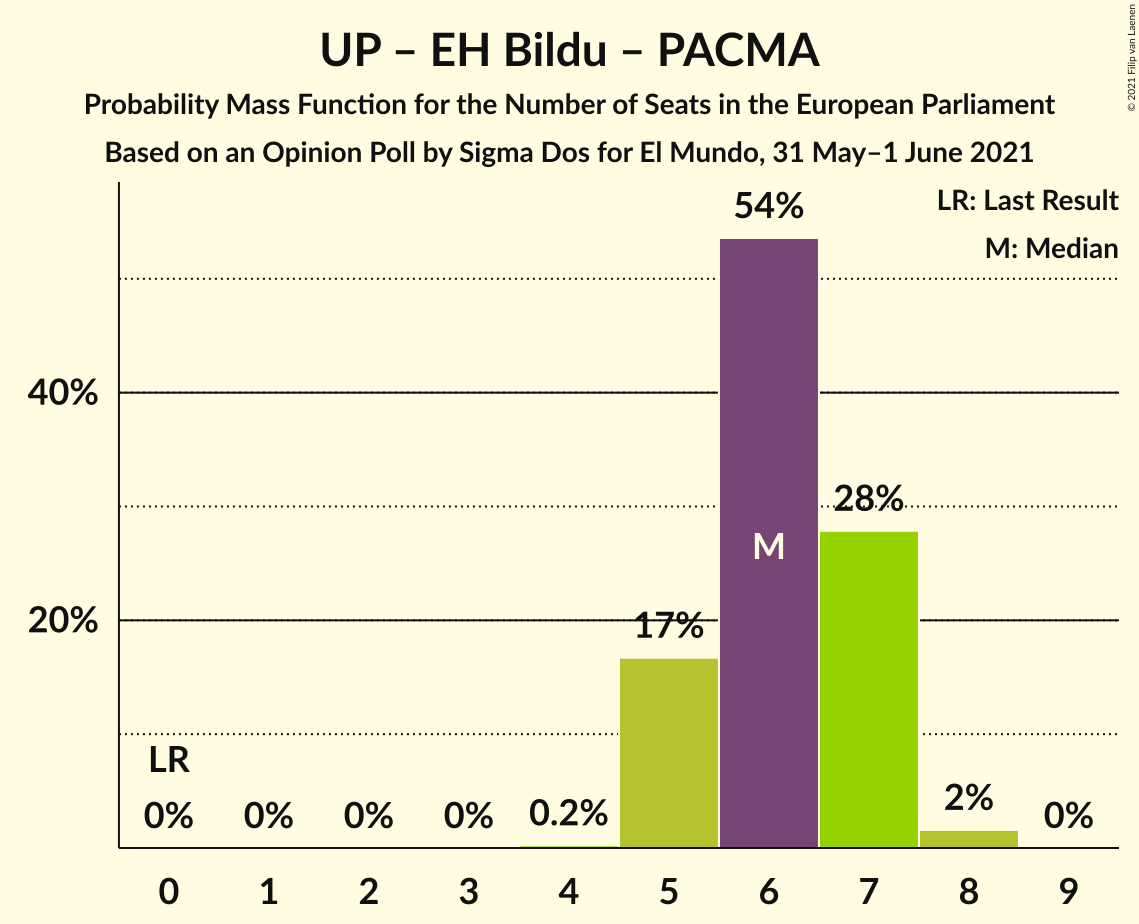 UP – EH Bildu – PACMA
Probability Mass Function for the Number of Seats in the European Parliament
Based on an Opinion Poll by Sigma Dos for El Mundo, 31 May–1 June 2021
© 2021 Filip van Laenen
LR: Last Result
M: Median
54%
40%
28%
M
20%
17%
LR
0% 0% 0% 0% 0.2% 2% 0%
0 1 2 3 4 5 6 7 8 9